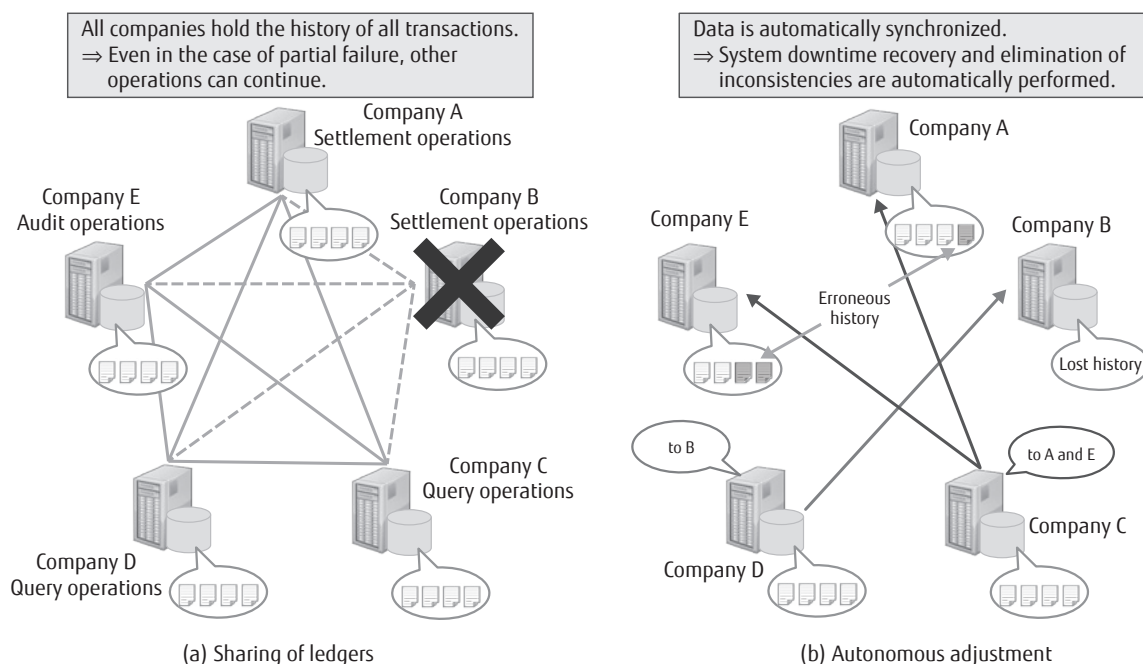 All companies hold the history of all transactions.
⇒ Even in the case of partial failure, other
operations can continue.
Company A
Settlement operations
Company E
Audit operations
Company B
Settlement operations
Company C
Query operations
Company D
Query operations
(a) Sharing of ledgers
Data is automatically synchronized.
⇒ System downtime recovery and elimination of
inconsistencies are automatically performed.
Company A
Company E
Company B
Erroneous
history
Lost history
to B
to A and E
Company C
Company D
(b) Autonomous adjustment